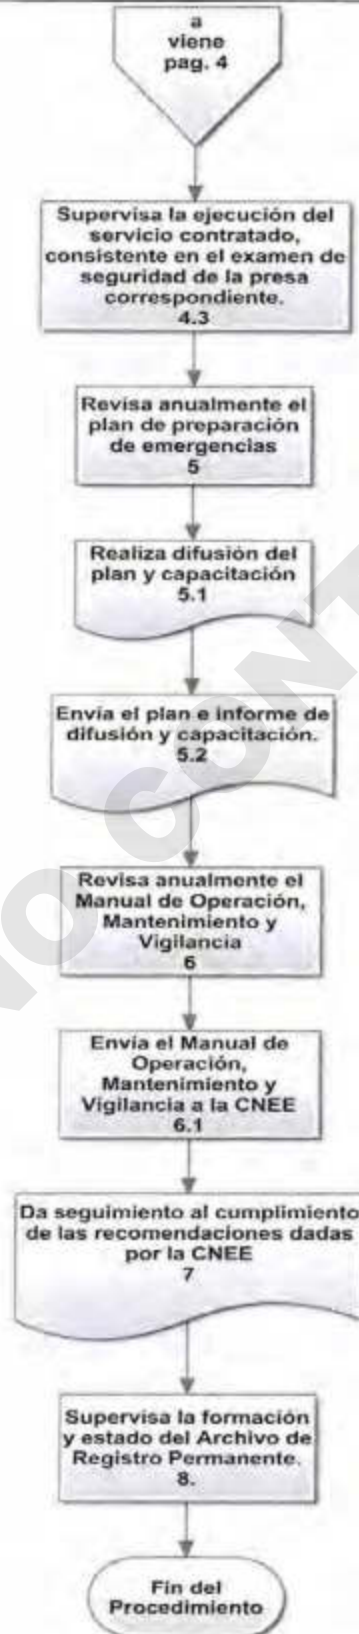 a
viene
pag. 4
Supervisa la ejecución del
servicio contratado,
consistente en el examen de
seguridad de la presa
correspondiente.
4.3
Revisa anualmente el
plan de preparación
de emergencias
5
Realiza difusión del
plan y capacitación
5.1
Envía el plan e informe de
difusión y capacitación.
5.2
Revisa anualmente el
Manual de Operación,
Mantenimiento y
Vigilancia
6
Envía el Manual de
Operación,
Mantenimiento y
Vigilancia a la CNEE
6.1
Da seguimiento al cumplimiento
de las recomendaciones dadas
por la CNEE
7
Supervisa la formación
y estado del Archivo de
Registro Permanente.
8.
Fin del
Procedimiento
NO CONT